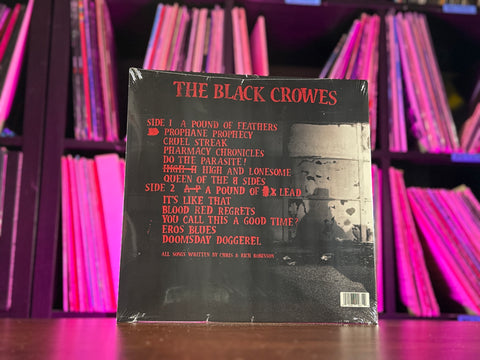 THE BLACK CROWES
SIDE 1 A POUND OF FEATHERS
PROPHANE PROPHECY
CRUEL STREAK
PHARMACY CHRONICLES
DO THE PARASITE!
HIGH H HIGH AND LONESOME
QUEEN OF THE B SIDES
SIDE 2 A P A POUND OF LEAD
IT'S LIKE THAT
BLOOD RED REGRETS
YOU CALL THIS A GOOD TIME?
EROS BLUES
DOOMSDAY DOGGEREL
ALL SONGS WRITTEN BY CHRIS & RICH ROBINSON